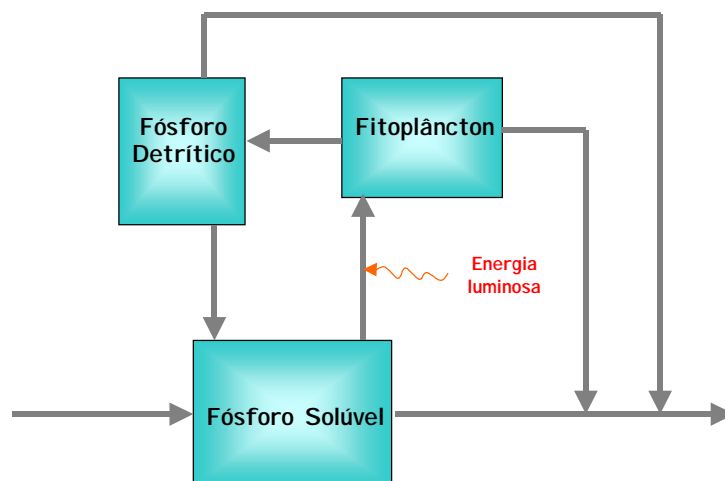 Fósforo
Detrítico
Fitoplâncton
Energia
luminosa
Fósforo Solúvel